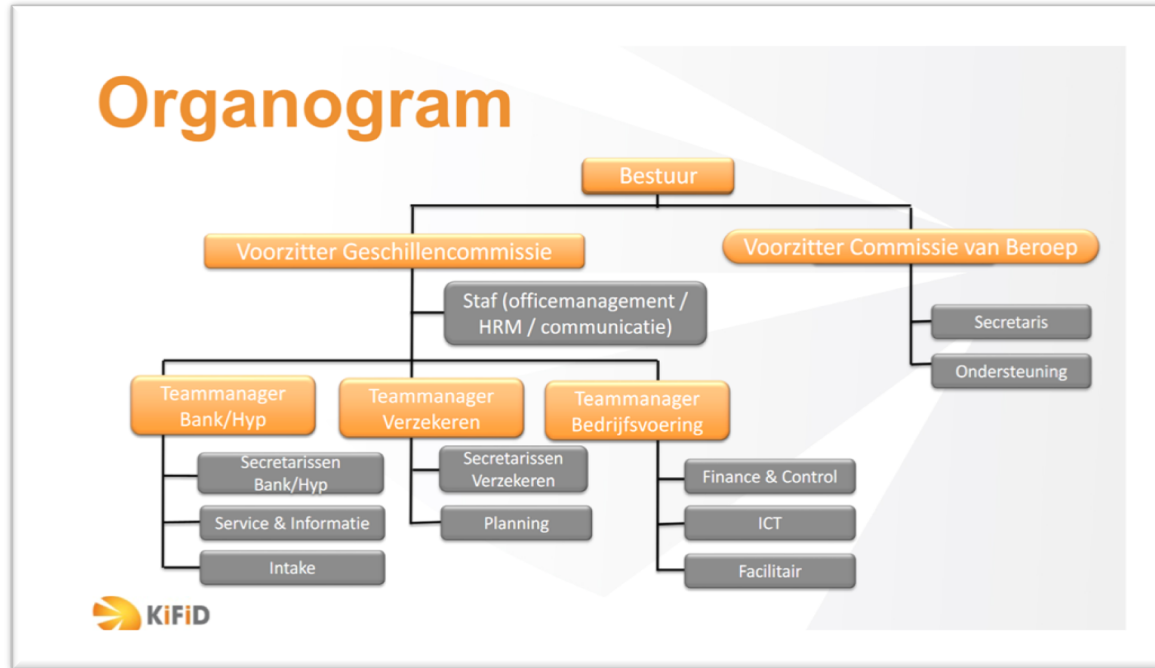 Organogram
Bestuur
Voorzitter Geschillencommissie
Voorzitter Commissie van Beroep
Staf (officemanagement /
HRM / communicatie)
Secretaris
Ondersteuning
Teammanager
Bank/Hyp
Teammanager
Verzekeren
Teammanager
Bedrijfsvoering
Secretarissen
Bank/Hyp
Service & Informatie
Intake
Secretarissen
Verzekeren
Planning
Finance & Control
ICT
Facilitair
KiFiD